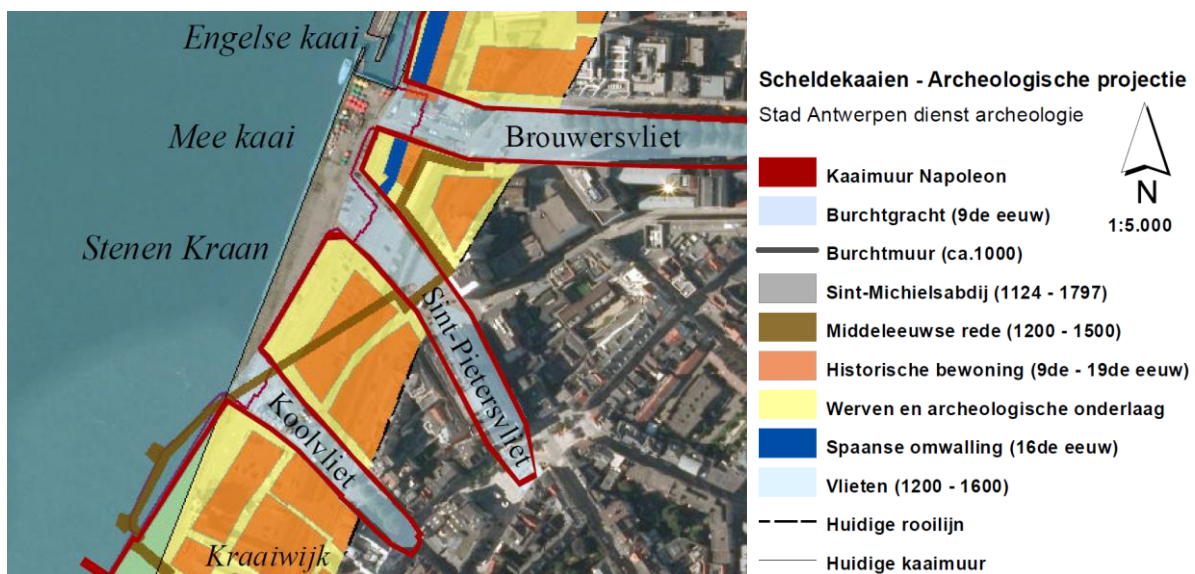 Engelse kaai
Mee kaai
Brouwersvliet
Stenen Kraan
Sint-Pietersvliet
Koolvliet
Kraaiwijk
Scheldekaaien - Archeologische projectie
Stad Antwerpen dienst archeologie
N
1:5.000
Kaaimuur Napoleon
Burchtgracht (9de eeuw)
Burchtmuur (ca.1000)
Sint-Michielsabdij (1124 - 1797)
Middeleeuwse rede (1200 - 1500)
Historische bewoning (9de - 19de eeuw)
Werven en archeologische onderlaag
Spaanse omwalling (16de eeuw)
Vlieten (1200 - 1600)
Huidige rooilijn
Huidige kaaimuur